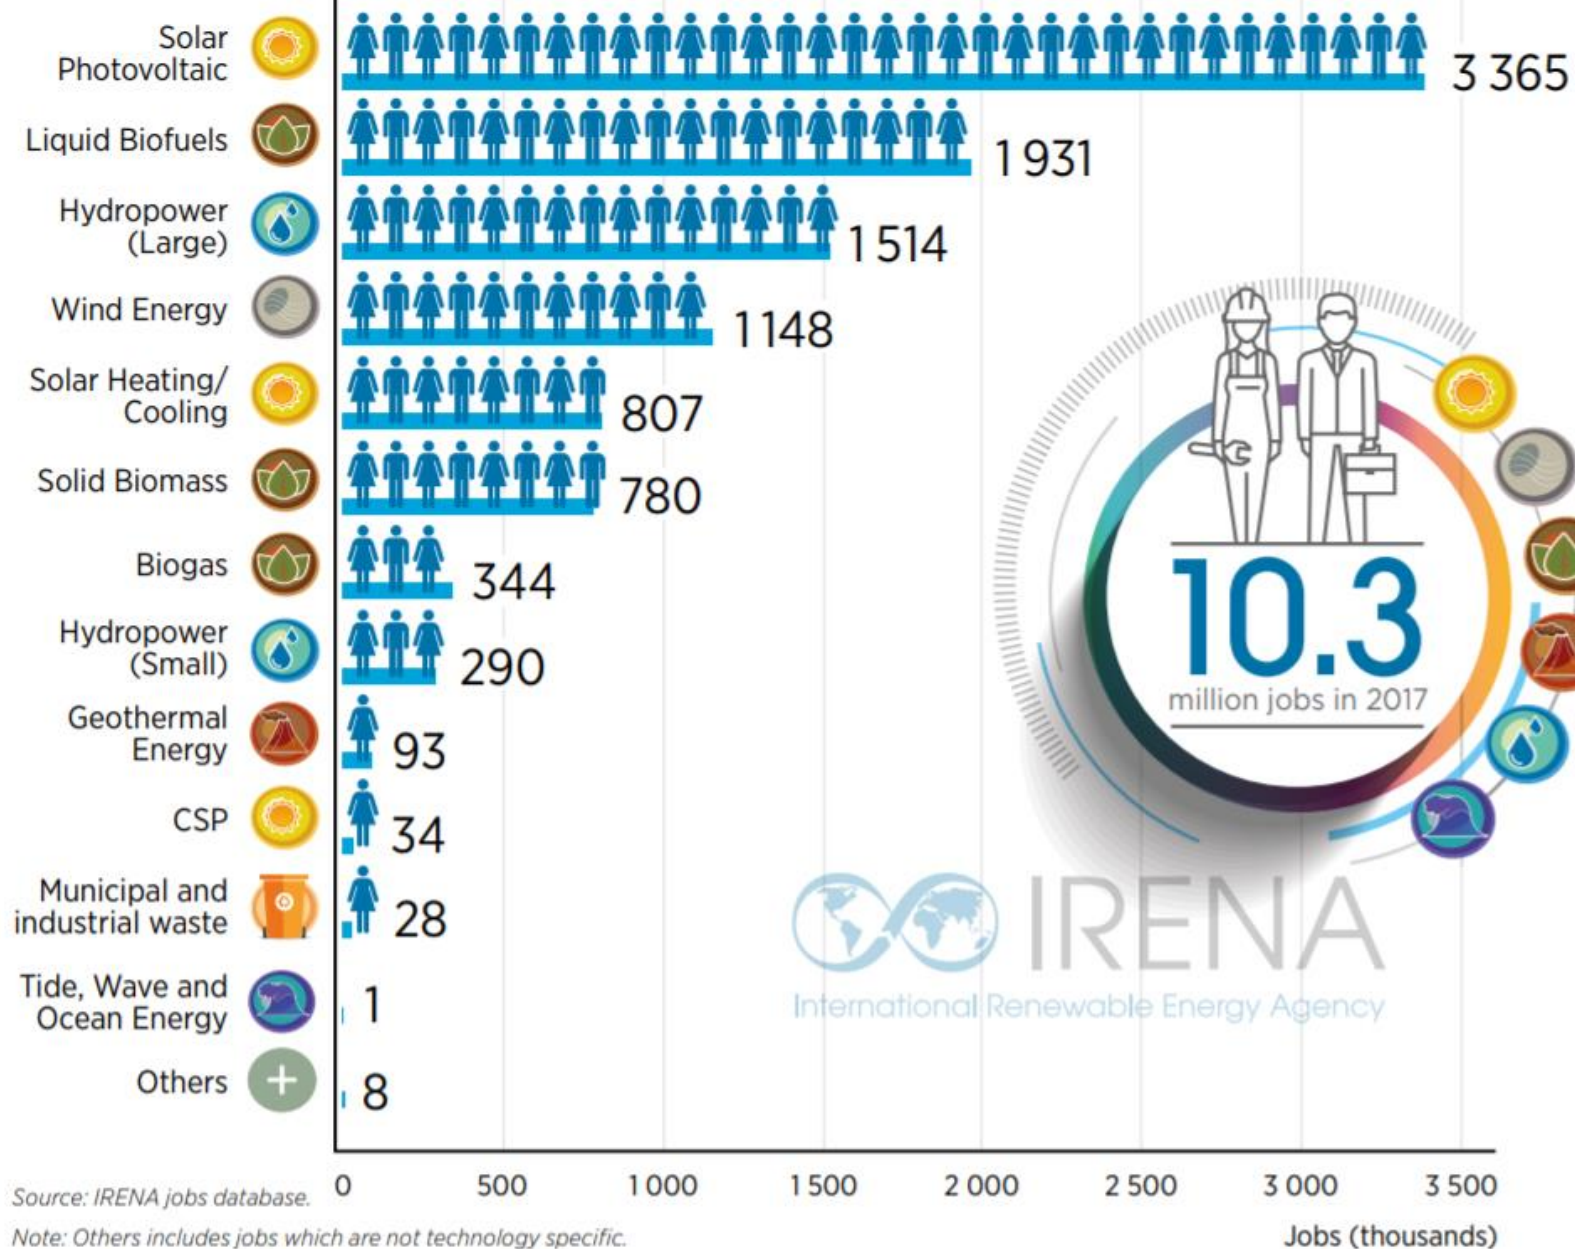 Solar
Photovoltaic
3 365
Liquid Biofuels
1 931
Hydropower
(Large)
1 514
Wind Energy
1 148
Solar Heating/
Cooling
807
Solid Biomass
780
Biogas
344
Hydropower
(Small)
290
Geothermal
Energy
93
CSP
34
Municipal and
industrial waste
28
Tide, Wave and
Ocean Energy
1
Others
8
10.3
million jobs in 2017
IRENA
International Renewable Energy Agency
0 500 1 000 1 500 2 000 2 500 3 000 3 500
Jobs (thousands)
Source: IRENA jobs database.
Note: Others includes jobs which are not technology specific.